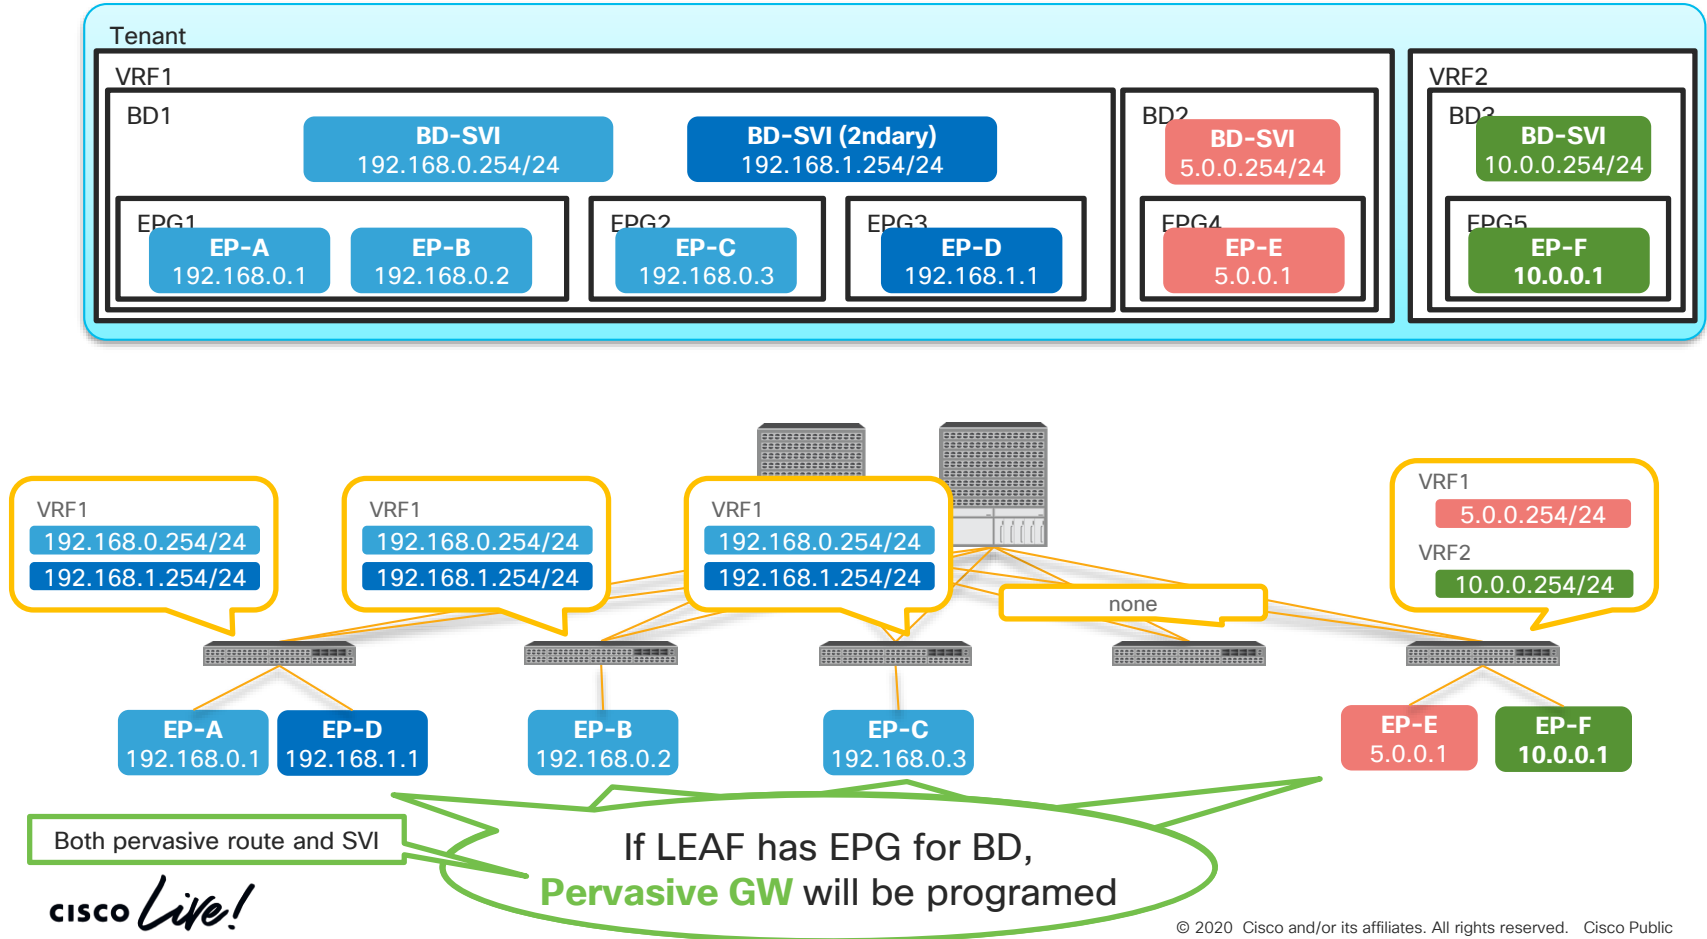 Tenant
VRF1
BD1
BD-SVI
192.168.0.254/24
BD-SVI (2ndary)
192.168.1.254/24
EPG1
EP-A
192.168.0.1
EP-B
192.168.0.2
EPG2
EP-C
192.168.0.3
EPG3
EP-D
192.168.1.1
BD2
BD-SVI
5.0.0.254/24
EPG4
EP-E
5.0.0.1
VRF2
BD3
BD-SVI
10.0.0.254/24
EPG5
EP-F
10.0.0.1
VRF1
192.168.0.254/24
192.168.1.254/24
VRF1
192.168.0.254/24
192.168.1.254/24
VRF1
192.168.0.254/24
192.168.1.254/24
none
VRF1
5.0.0.254/24
VRF2
10.0.0.254/24
EP-A
192.168.0.1
EP-D
192.168.1.1
EP-B
192.168.0.2
EP-C
192.168.0.3
EP-E
5.0.0.1
EP-F
10.0.0.1
Both pervasive route and SVI
If LEAF has EPG for BD,
Pervasive GW will be programed
CISCO Live!
© 2020 Cisco and/or its affiliates. All rights reserved. Cisco Public